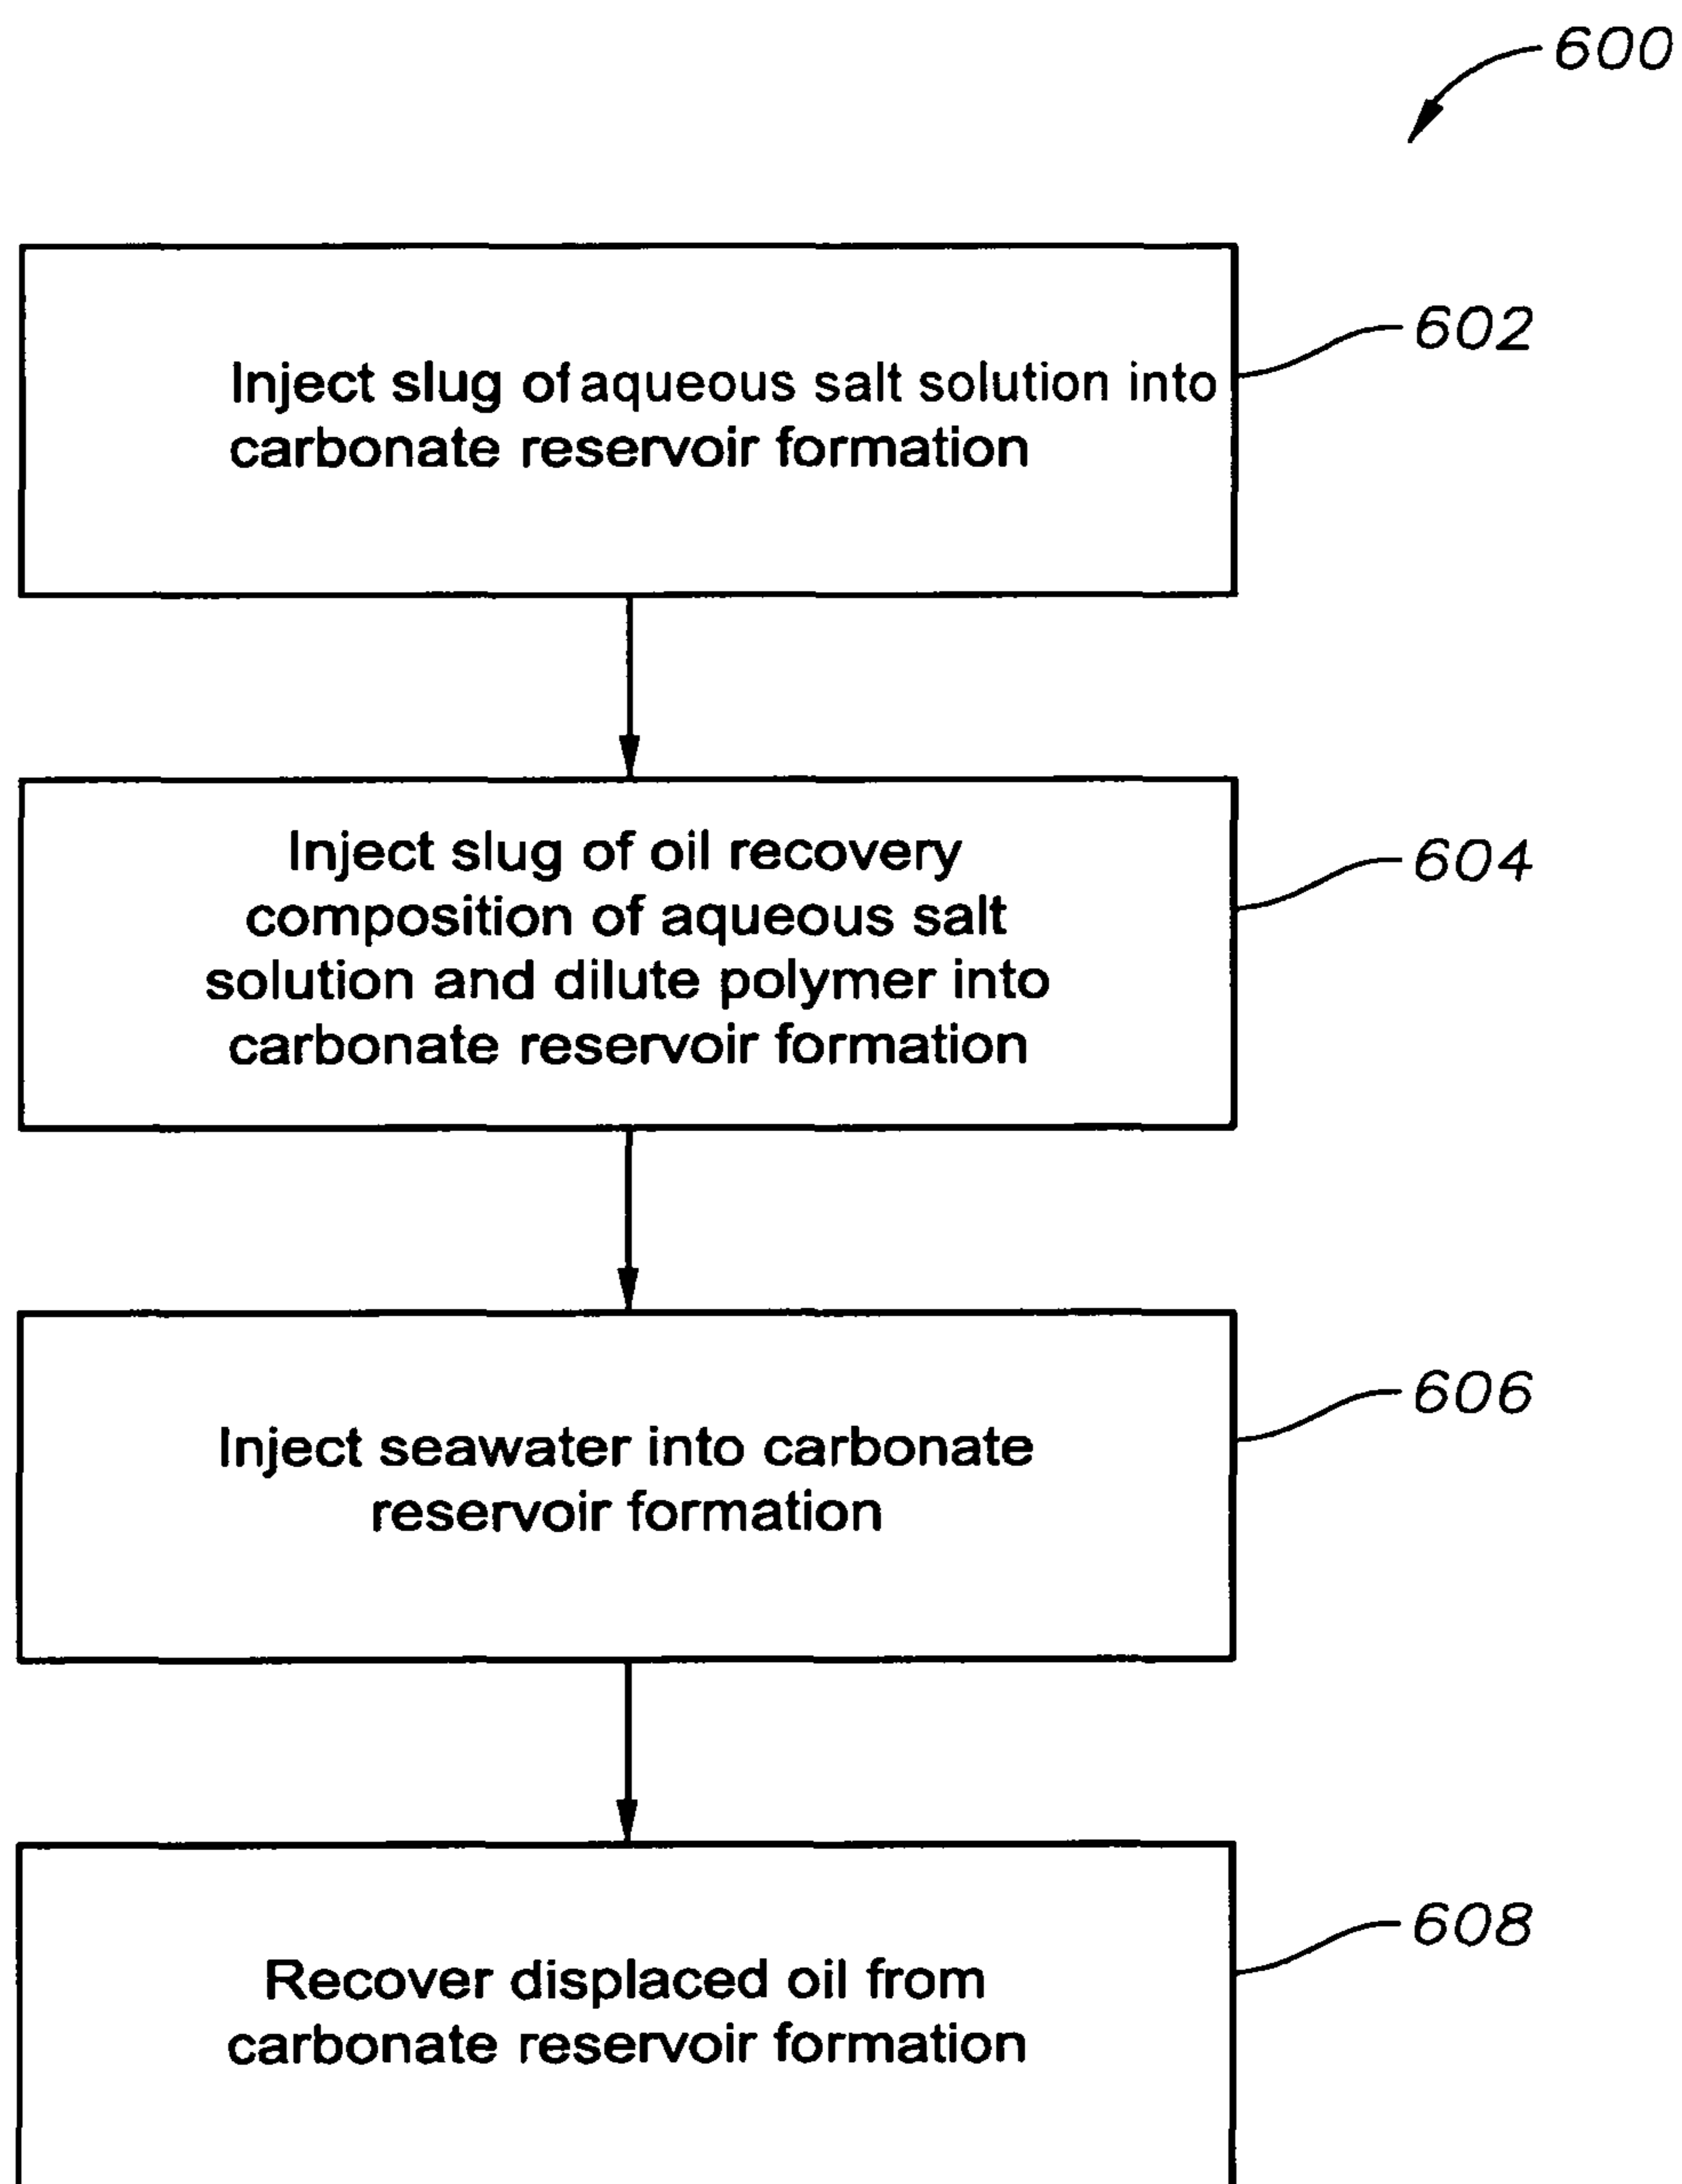 600
Inject slug of aqueous salt solution into
carbonate reservoir formation
602
Inject slug of oil recovery
composition of aqueous salt
solution and dilute polymer into
carbonate reservoir formation
604
Inject seawater into carbonate
reservoir formation
606
Recover displaced oil from
carbonate reservoir formation
608